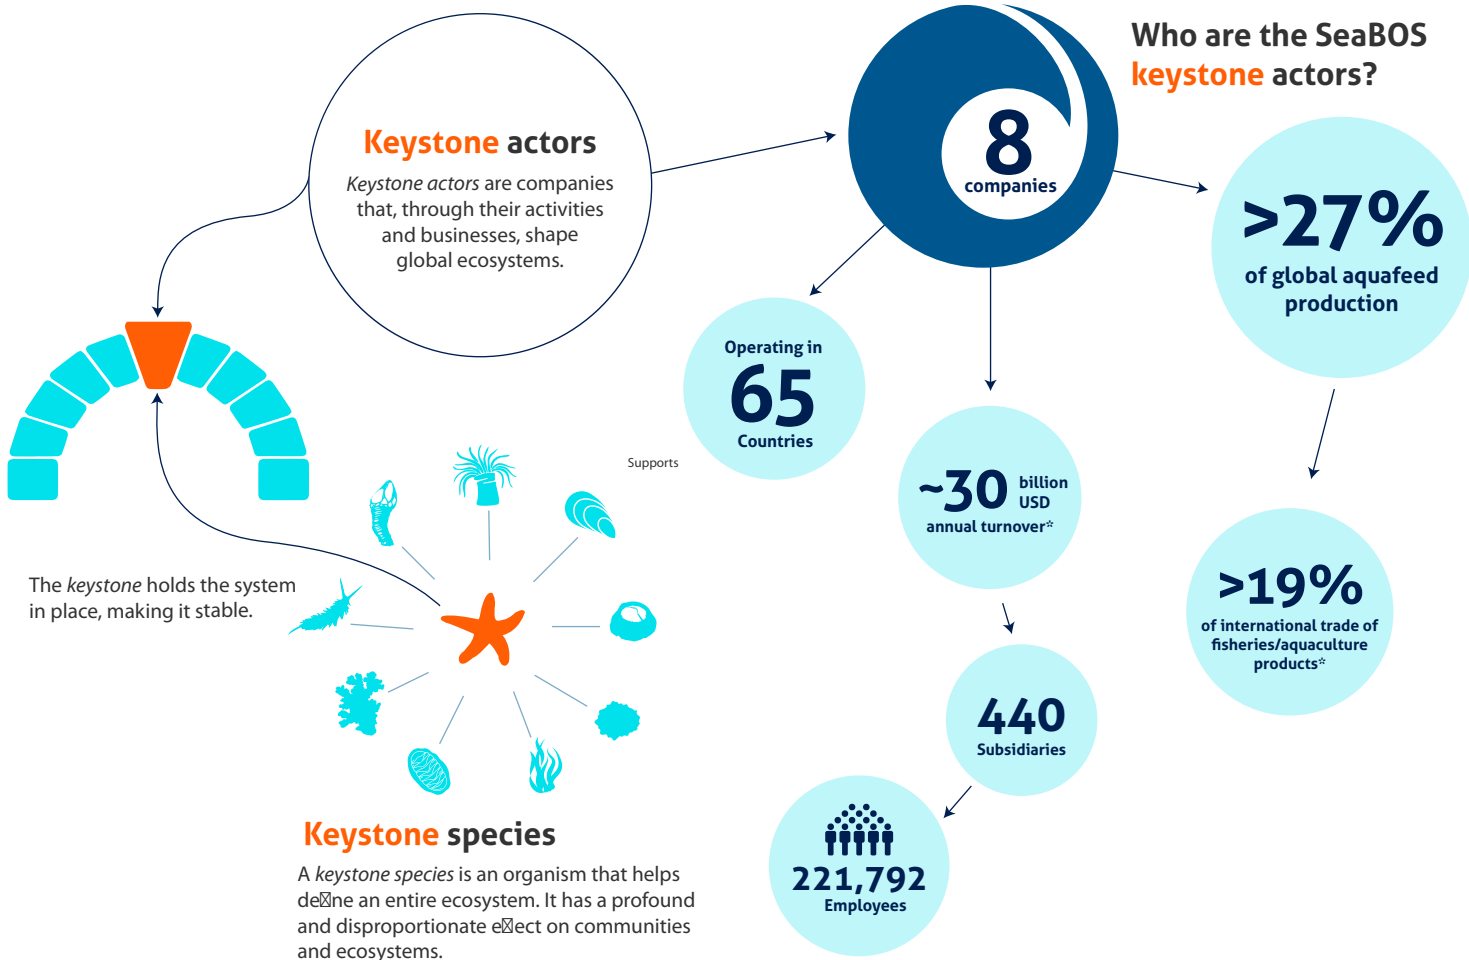 Keystone actors
Keystone actors are companies
that, through their activities
and businesses, shape
global ecosystems.
8
companies
Who are the SeaBOS
keystone actors?
>27%
of global aquafeed
production
Operating in
65
Countries
Supports
~30 billion
USD
annual turnover*
>19%
of international trade of
fisheries/aquaculture
products*
The keystone holds the system
in place, making it stable.
440
Subsidiaries
221,792
Employees
Keystone species
A keystone species is an organism that helps
de☒ne an entire ecosystem. It has a profound
and disproportionate e☒ect on communities
and ecosystems.